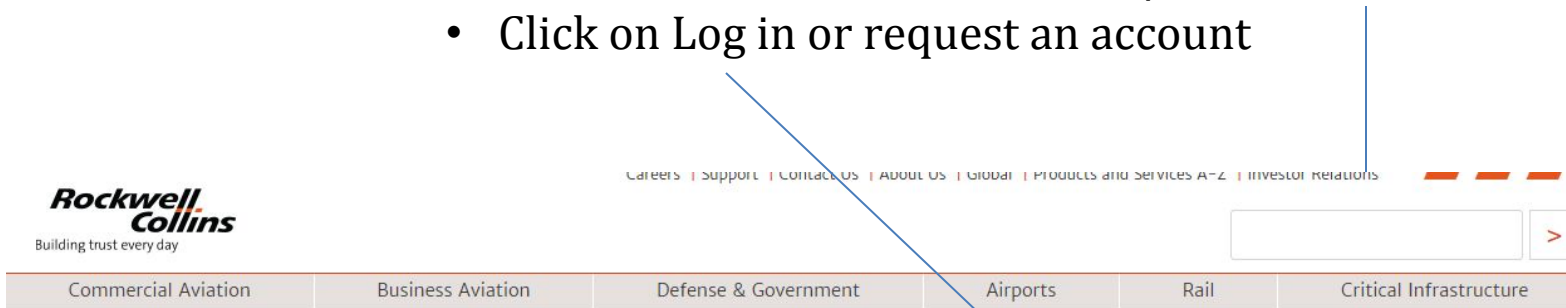 • Click on Log in or request an account
Careers | Support | Contact Us | About Us | Global | Products and Services A-Z | Investor Relations
Rockwell
Collins
Building trust every day
>
Commercial Aviation Business Aviation Defense & Government Airports Rail Critical Infrastructure